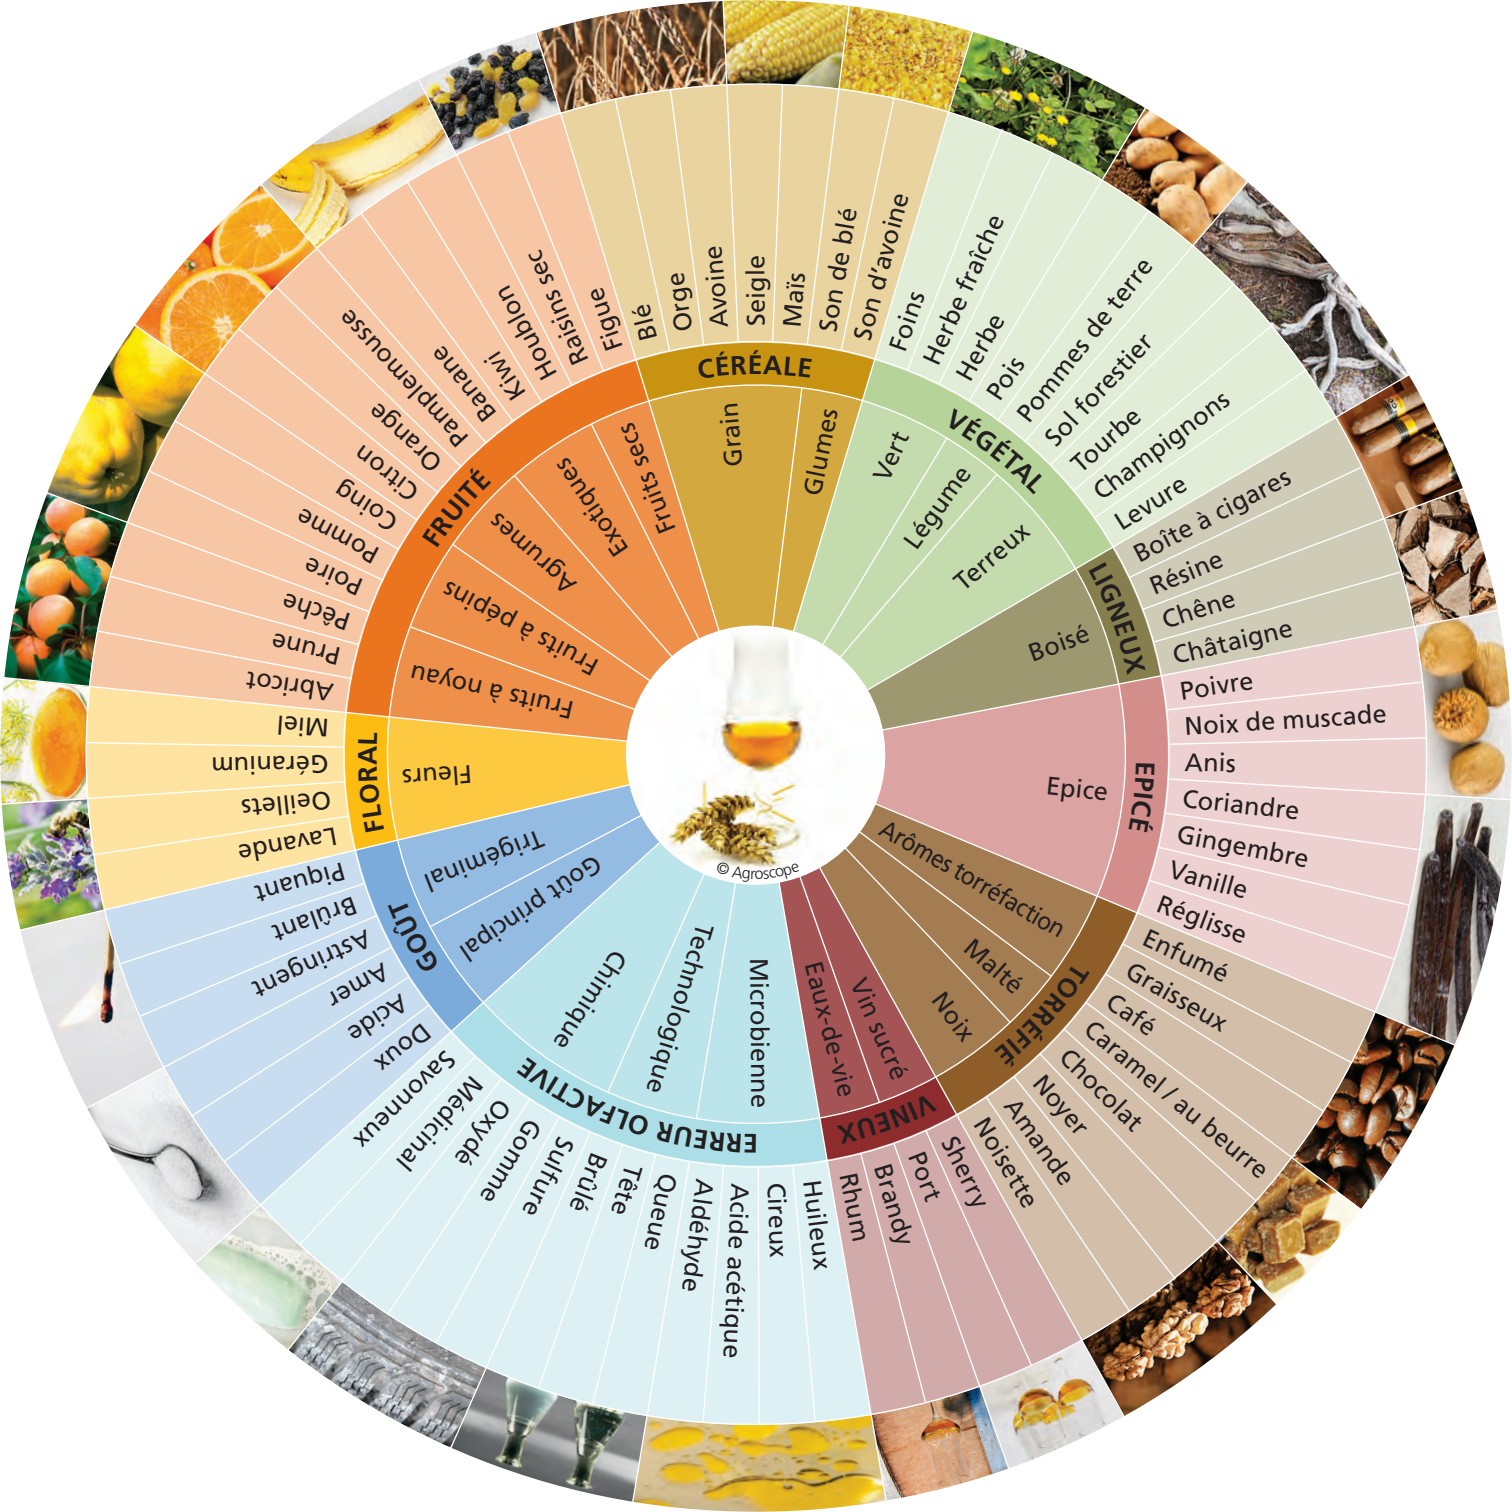 CÉRÉALE
Grain
Glumes
Blé
Orge
Avoine
Seigle
Maïs
Son de blé
Son d'avoine
VÉGÉTAL
Vert
Légume
Terreux
Foins
Herbe fraîche
Herbe
Pois
Pommes de terre
Sol forestier
Tourbe
Champignons
Levure
LIGNEUX
Boisé
Boîte à cigares
Résine
Chêne
Châtaigne
EPICÉ
Epice
Poivre
Noix de muscade
Anis
Coriandre
Gingembre
Vanille
Réglisse
TORRÉFIÉ
Arômes torréfaction
Malté
Noix
Enfumé
Graisseux
Café
Caramel / au beurre
Chocolat
Noyer
Amande
Noisette
VINEUX
Vin sucré
Eaux-de-vie
Sherry
Port
Brandy
Rhum
ERREUR OLFACTIVE
Microbienne
Technologique
Chimique
Huileux
Cireux
Acide acétique
Aldéhyde
Queue
Tête
Brûlé
Sulfure
Gomme
Oxydé
Médicinal
Savonneux
GOÛT
Goût principal
Trigéminal
Doux
Acide
Amer
Astringent
Brûlant
Piquant
FLORAL
Fleurs
Lavande
Oeillets
Géranium
Miel
FRUITÉ
Fruits à noyau
Fruits à pépins
Agrumes
Exotiques
Fruits secs
Abricot
Prune
Pêche
Poire
Pomme
Coing
Citron
Orange
Pamplemousse
Banane
Kiwi
Houblon
Raisins sec
Figue
© Agroscope